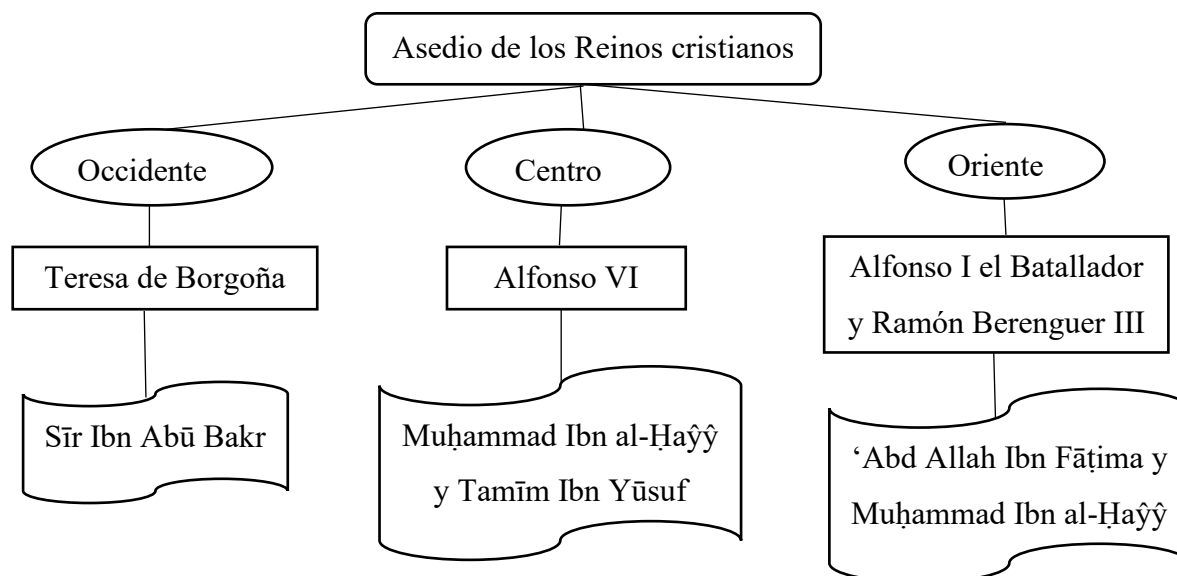 Asedio de los Reinos cristianos
Occidente
Centro
Oriente
Teresa de Borgoña
Alfonso VI
Alfonso I el Batallador
y Ramón Berenguer III
Sīr Ibn Abū Bakr
Muḥammad Ibn al-Ḥaŷŷ
y Tamīm Ibn Yūsuf
‘Abd Allah Ibn Fāṭima y
Muḥammad Ibn al-Ḥaŷŷ